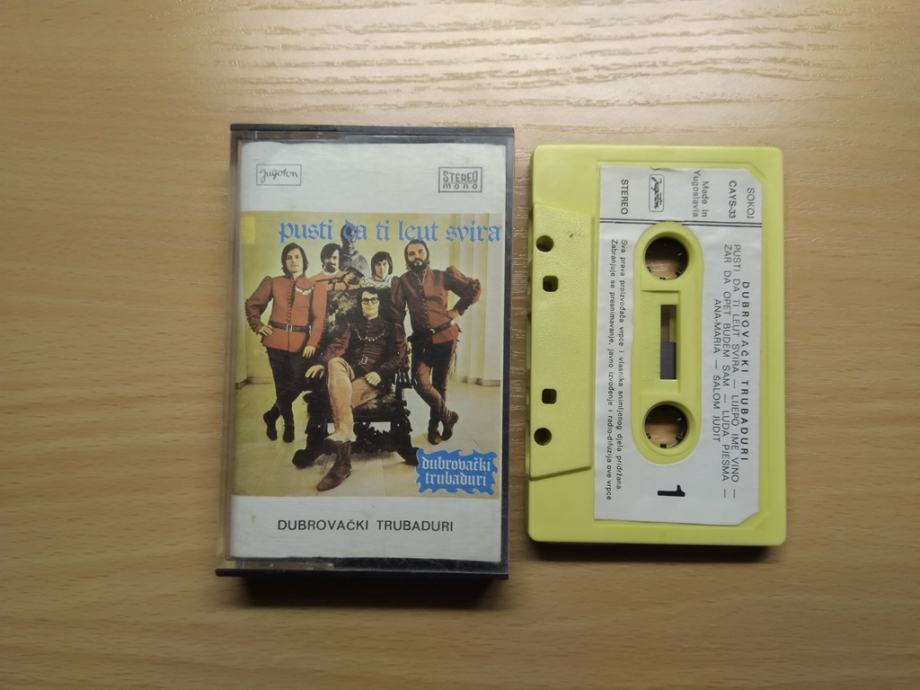 Jugoton
STEREO
mono
pusti da ti leut svira
dubrovački
trubaduri
DUBROVAČKI TRUBADURI
SOKOJ
CAYS-33
Made in
Yugoslavia
Jugoton
STEREO
DUBROVAČKI TRUBADURI
PUSTI DA TI LEUT SVIRA — LIJEPO IME VINO —
ZAR DA OPET BUDEM SAM — LUDA PJESMA —
ANA-MARIA — ŠALOM JUDIT
1
Sva prava proizvođača vrpce i vlasnika snimljenog djela pridržana.
Zabranjuje se presnimavanje, javno izvođenje i radio-difuzija ove vrpce